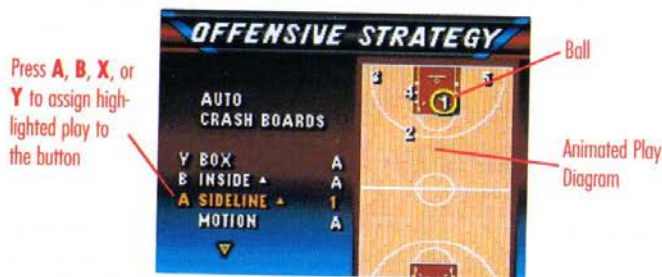 OFFENSIVE STRATEGY
Press A, B, X, or
Y to assign high-
lighted play to
the button
AUTO
CRASH BOARDS
Y BOX A
B INSIDE ▲ A
A SIDELINE ▲ 1
MOTION A
Ball
3
5
4
1
2
Animated Play
Diagram